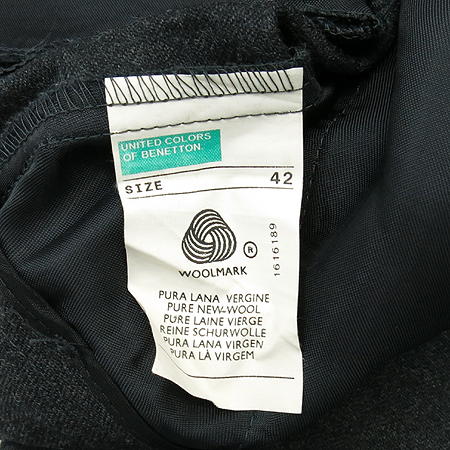 UNITED COLORS
OF BENETTON.
SIZE 42
WOOLMARK
®
1616189
PURA LANA VERGINE
PURE NEW-WOOL
PURE LAINE VIERGE
REINE SCHURWOLLE
PURA LANA VIRGEN
PURA LÀ VIRGEM